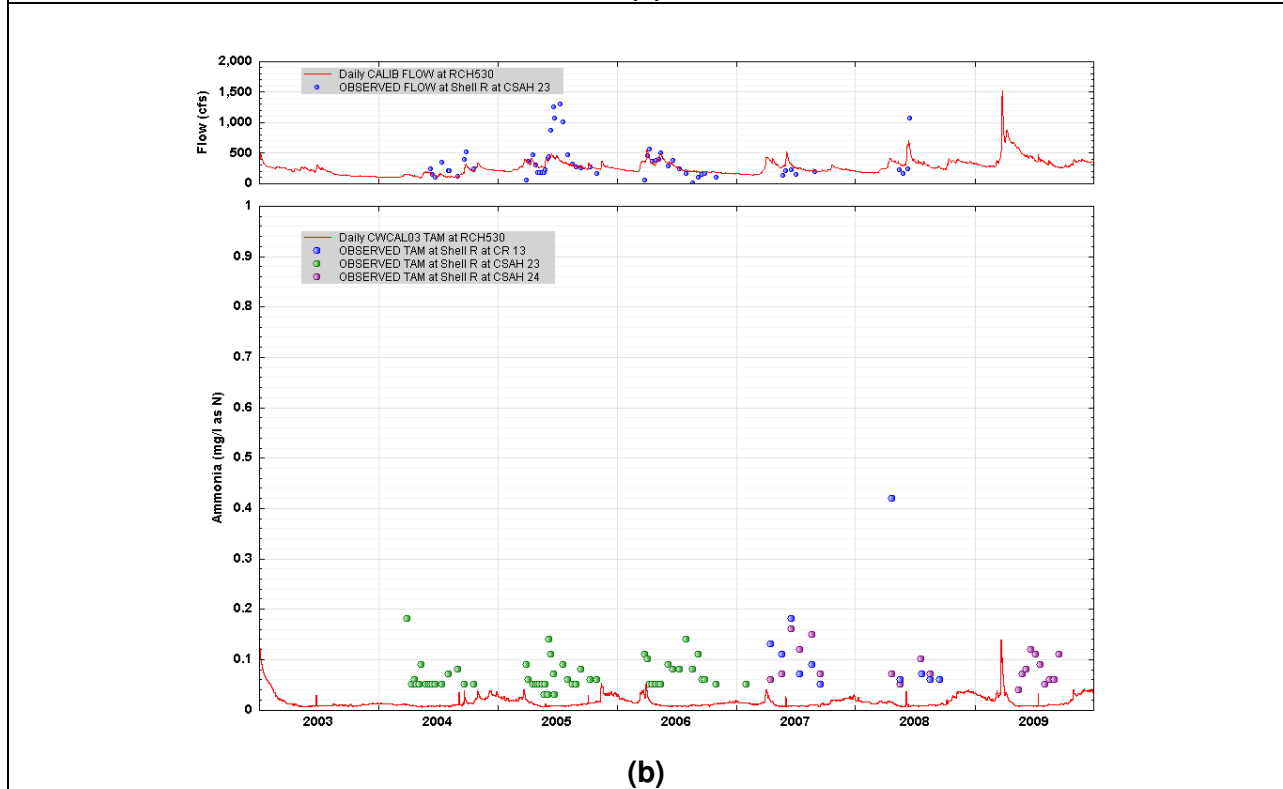 2,000
1,500
1,000
500
0
Flow (cfs)
Daily CALIB FLOW at RCH530
OBSERVED FLOW at Shell R at CSAH 23
1
0.9
0.8
0.7
0.6
0.5
0.4
0.3
0.2
0.1
0
Ammonia (mg/l as N)
Daily CWCAL03 TAM at RCH530
OBSERVED TAM at Shell R at CR 13
OBSERVED TAM at Shell R at CSAH 23
OBSERVED TAM at Shell R at CSAH 24
2003 2004 2005 2006 2007 2008 2009
(b)